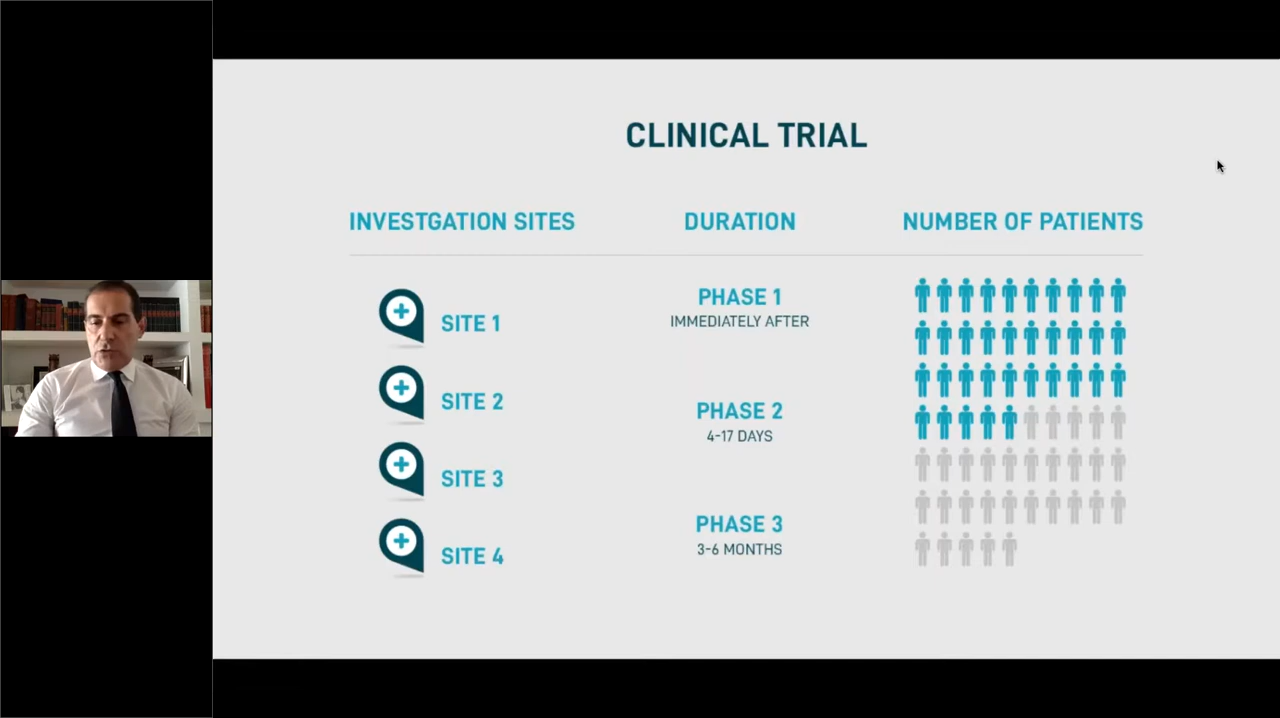 CLINICAL TRIAL
INVESTGATION SITES
DURATION
NUMBER OF PATIENTS
SITE 1
SITE 2
SITE 3
SITE 4
PHASE 1
IMMEDIATELY AFTER
PHASE 2
4-17 DAYS
PHASE 3
3-6 MONTHS